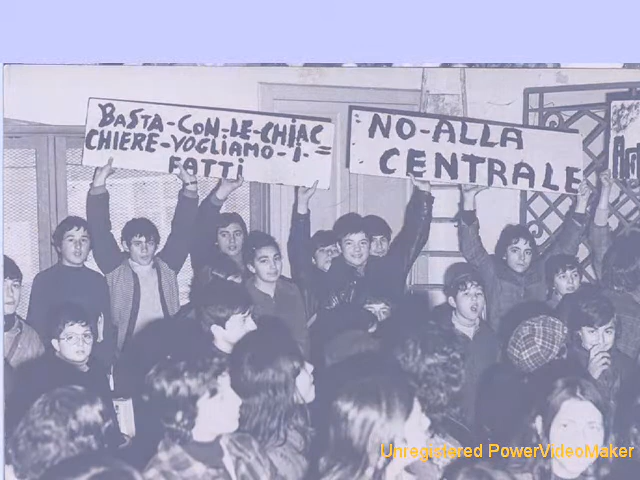 BASTA-CON-LE-CHIAC
CHIERE-VOGLIAMO-I-=
FATTI
NO-ALLA
CENTRALE
Unregistered PowerVideoMaker